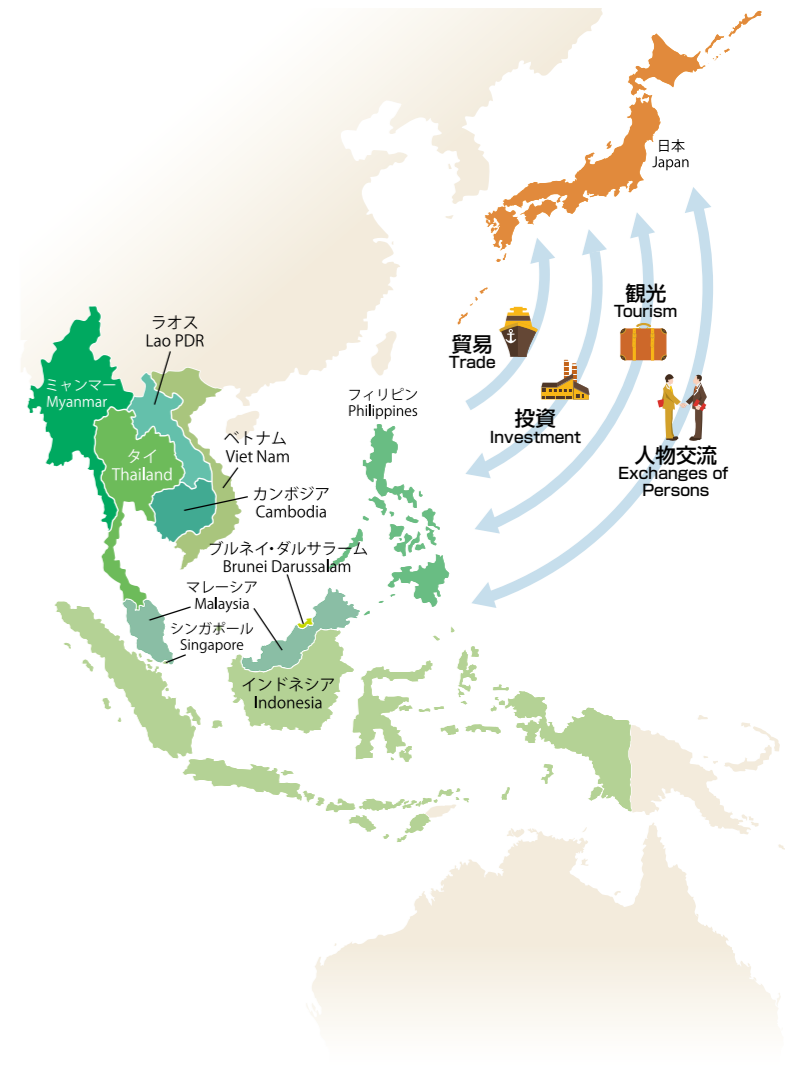 日本
Japan
観光
Tourism
貿易
Trade
投資
Investment
人物交流
Exchanges of
Persons
ラオス
Lao PDR
ミャンマー
Myanmar
フィリピン
Philippines
タイ
Thailand
ベトナム
Viet Nam
カンボジア
Cambodia
ブルネイ・ダルサラーム
Brunei Darussalam
マレーシア
Malaysia
シンガポール
Singapore
インドネシア
Indonesia